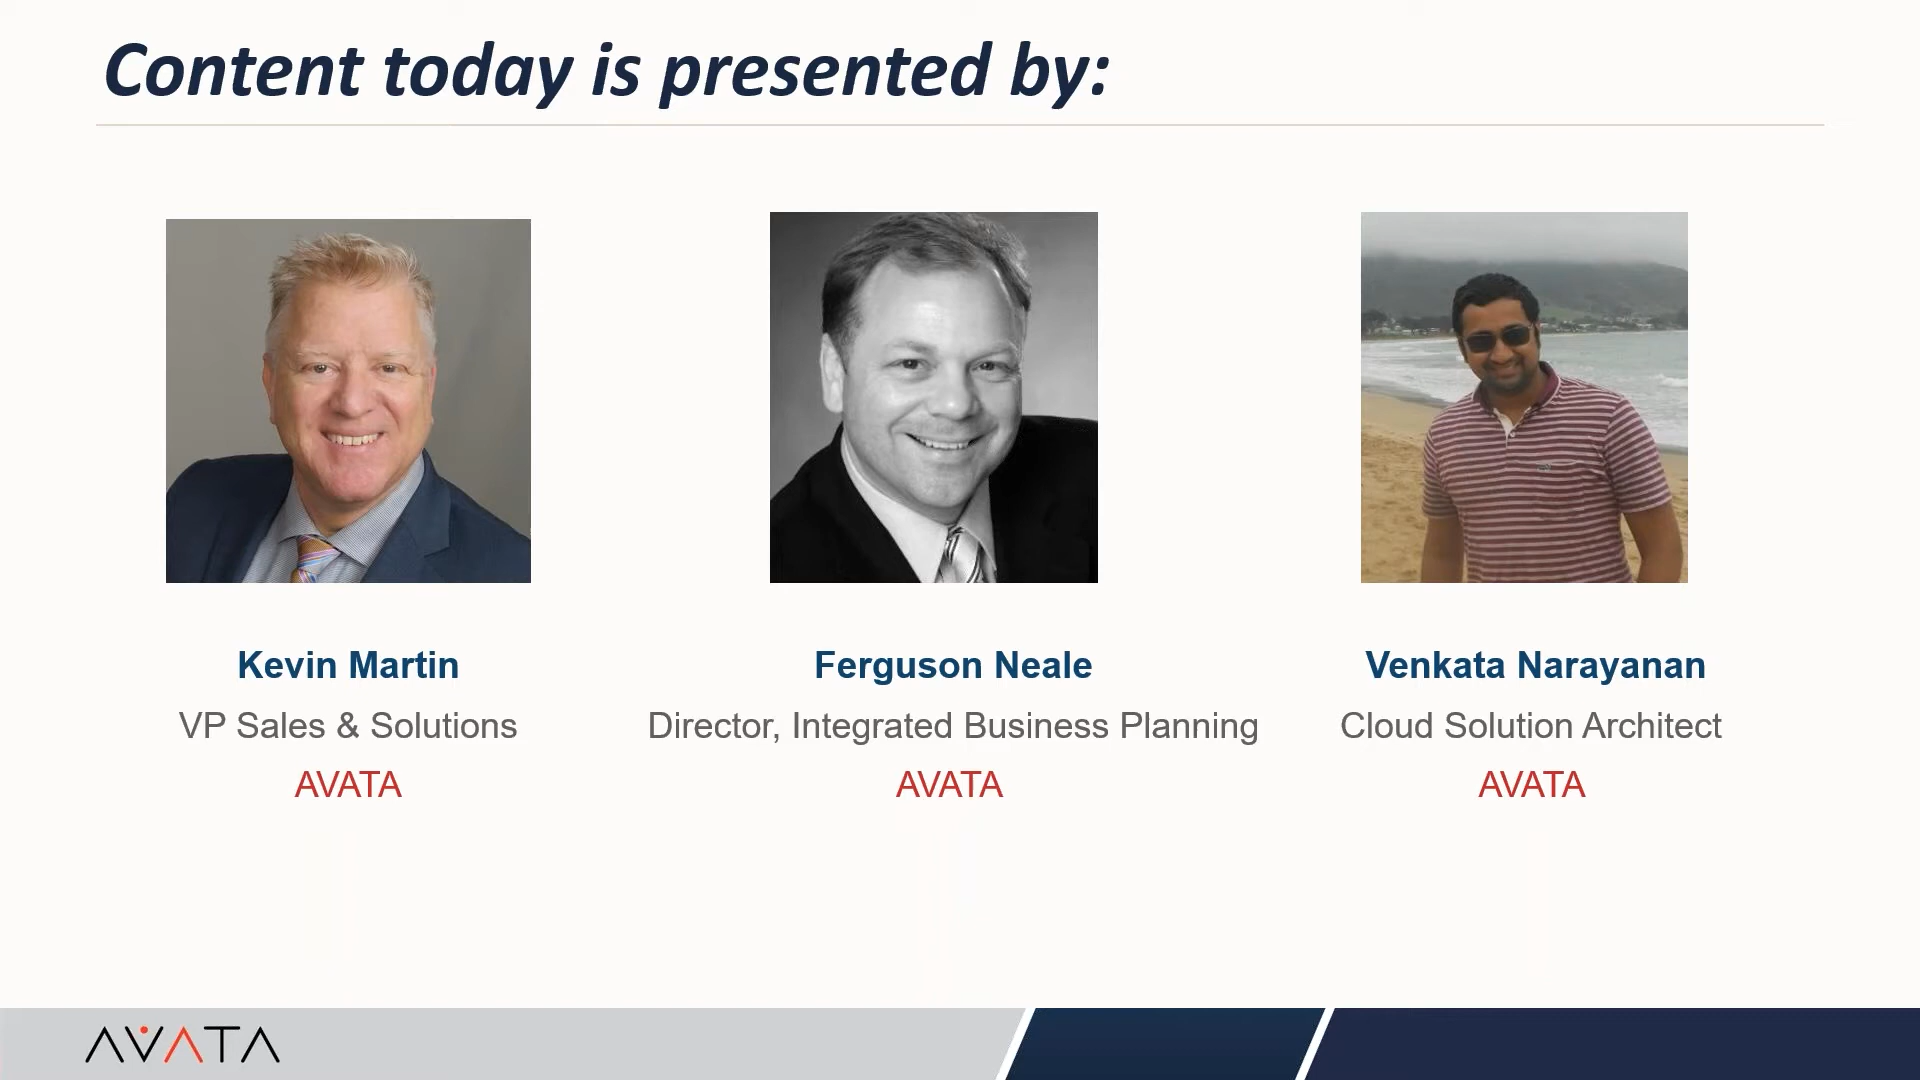 Content today is presented by:
Kevin Martin
VP Sales & Solutions
AVATA
Ferguson Neale
Director, Integrated Business Planning
AVATA
Venkata Narayanan
Cloud Solution Architect
AVATA
AVATA